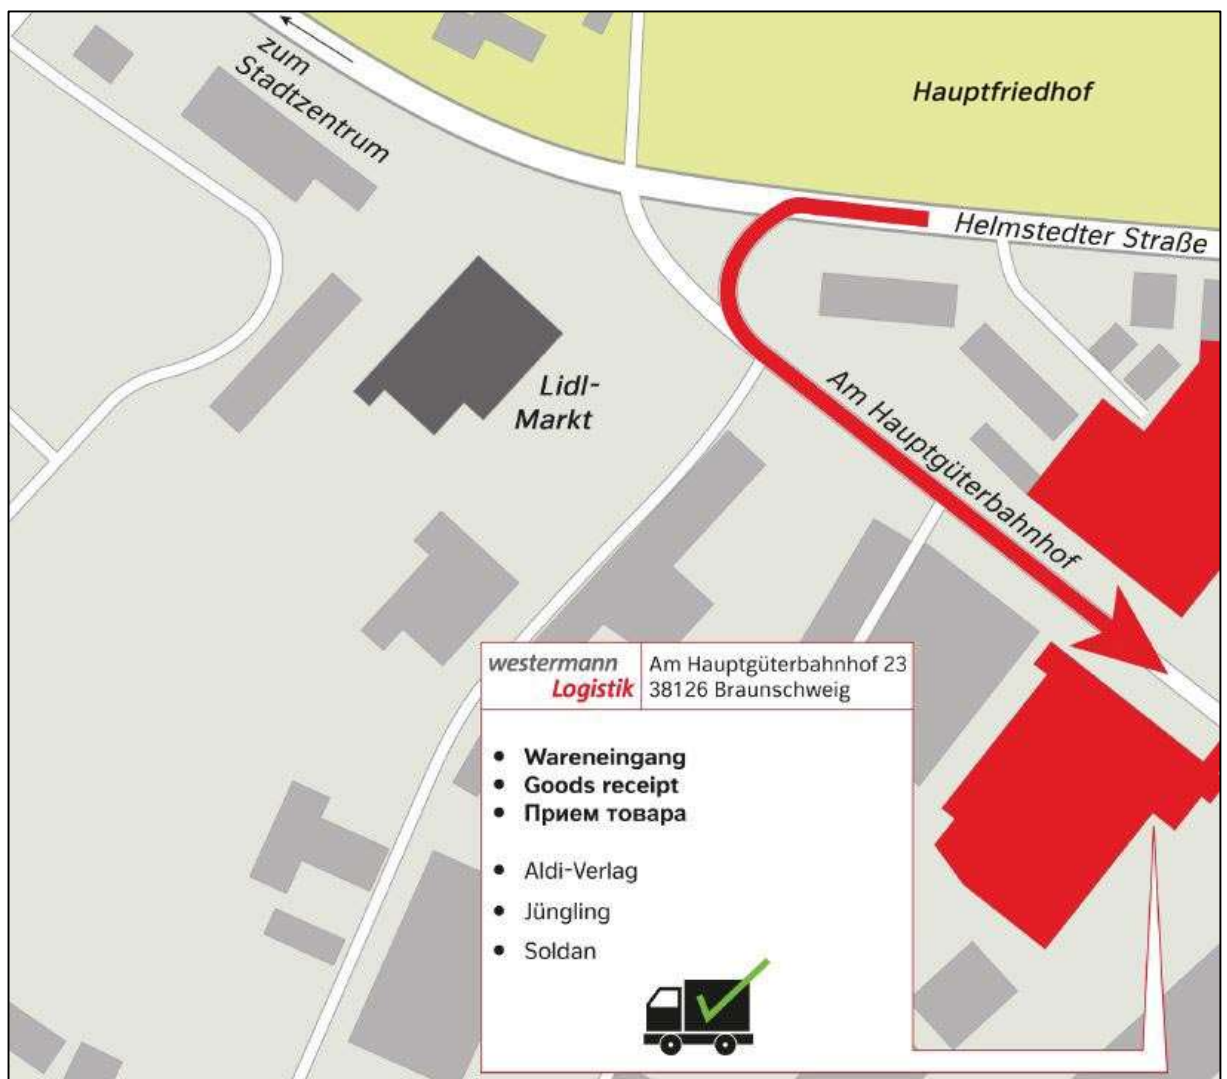 zum
Stadtzentrum
Hauptfriedhof
Helmstedter Straße
Lidl-
Markt
Am Hauptgüterbahnhof
westermann
Logistik
Am Hauptgüterbahnhof 23
38126 Braunschweig
• Wareneingang
• Goods receipt
• Прием товара
• Aldi-Verlag
• Jüngling
• Soldan